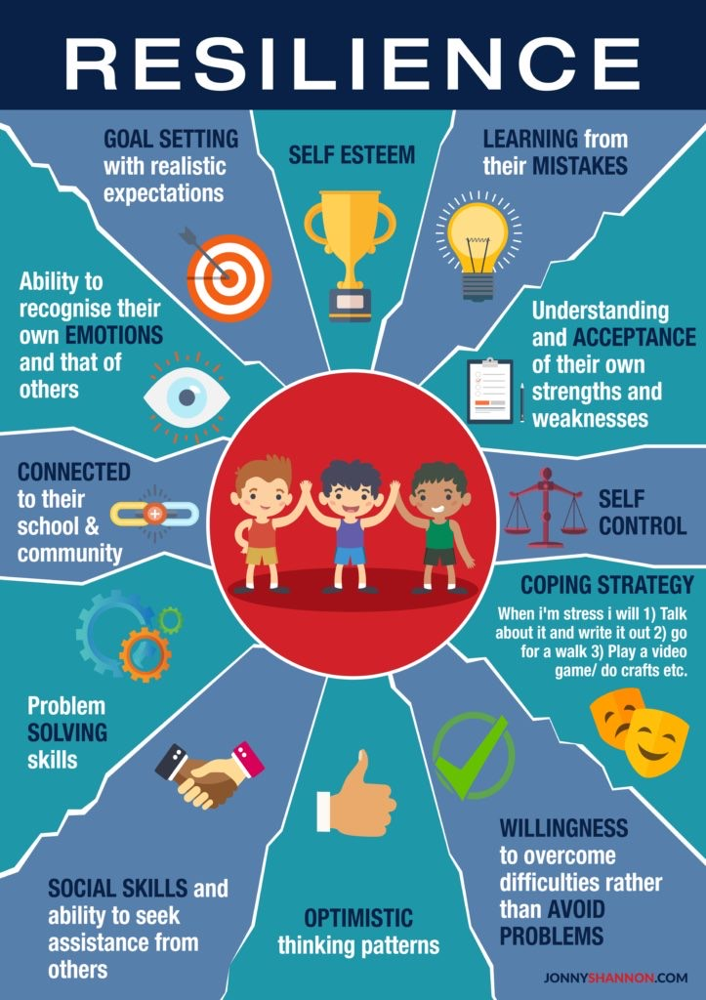 RESILIENCE
GOAL SETTING
with realistic
expectations
SELF ESTEEM
LEARNING from
their MISTAKES
Understanding
and ACCEPTANCE
of their own
strengths and
weaknesses
SELF
CONTROL
COPING STRATEGY
When i'm stress i will 1) Talk
about it and write it out 2) go
for a walk 3) Play a video
game/ do crafts etc.
WILLINGNESS
to overcome
difficulties rather
than AVOID
PROBLEMS
OPTIMISTIC
thinking patterns
SOCIAL SKILLS and
ability to seek
assistance from
others
Problem
SOLVING
skills
CONNECTED
to their
school &
community
Ability to
recognise their
own EMOTIONS
and that of
others
JONNYSHANNON.COM